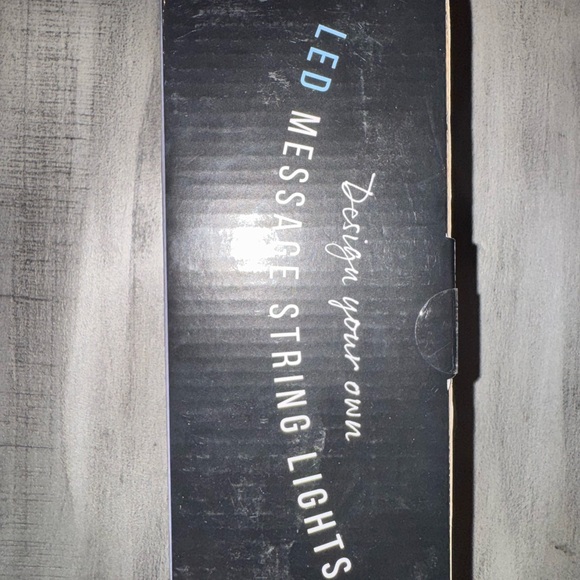 Design your own
LED MESSAGE STRING LIGHTS